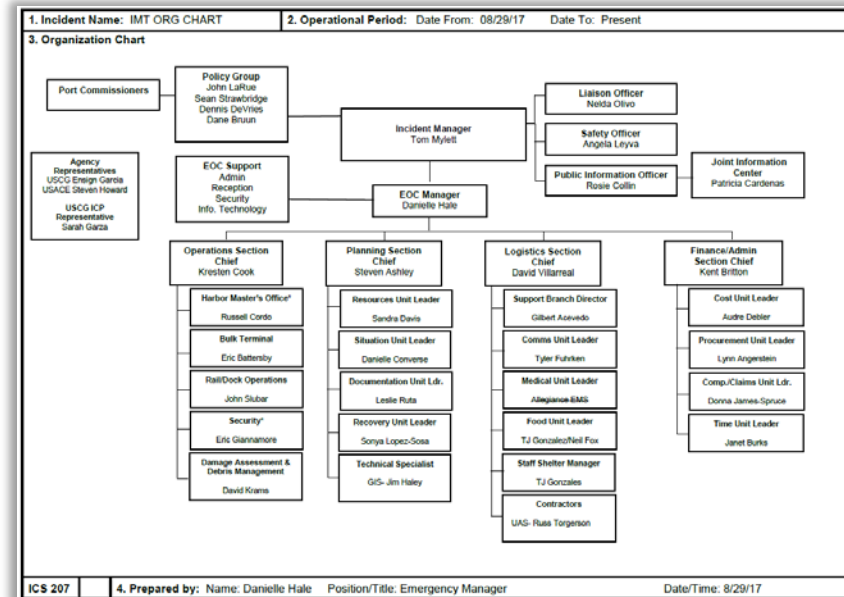 1. Incident Name: IMT ORG CHART
2. Operational Period: Date From: 08/29/17 Date To: Present
3. Organization Chart
Port Commissioners
Policy Group
John LaRue
Sean Strawbridge
Dennis DeVries
Dane Bruun
Incident Manager
Tom Mylett
Liaison Officer
Nelda Olivo
Safety Officer
Angela Leyva
Public Information Officer
Rosie Collin
Joint Information
Center
Patricia Cardenas
Agency
Representatives
USCG Ensign Garcia
USACE Steven Howard
USCG ICP
Representative
Sarah Garza
EOC Support
Admin
Reception
Security
Info. Technology
EOC Manager
Danielle Hale
Operations Section
Chief
Kresten Cook
Harbor Master's Office*
Russell Cordo
Bulk Terminal
Eric Battersby
Rail/Dock Operations
John Slubar
Security*
Eric Giannamore
Damage Assessment &
Debris Management
David Krams
Planning Section
Chief
Steven Ashley
Resources Unit Leader
Sandra Davis
Situation Unit Leader
Danielle Converse
Documentation Unit Ldr.
Leslie Ruta
Recovery Unit Leader
Sonya Lopez-Sosa
Technical Specialist
GIS- Jim Haley
Logistics Section
Chief
David Villarreal
Support Branch Director
Gilbert Acevedo
Comms Unit Leader
Tyler Fuhrken
Medical Unit Leader
Allegiance EMS
Food Unit Leader
TJ Gonzalez/Neil Fox
Staff Shelter Manager
TJ Gonzales
Contractors
UAS- Russ Torgerson
Finance/Admin
Section Chief
Kent Britton
Cost Unit Leader
Audre Debler
Procurement Unit Leader
Lynn Angerstein
Comp./Claims Unit Ldr.
Donna James-Spruce
Time Unit Leader
Janet Burks
ICS 207
4. Prepared by: Name: Danielle Hale Position/Title: Emergency Manager Date/Time: 8/29/17